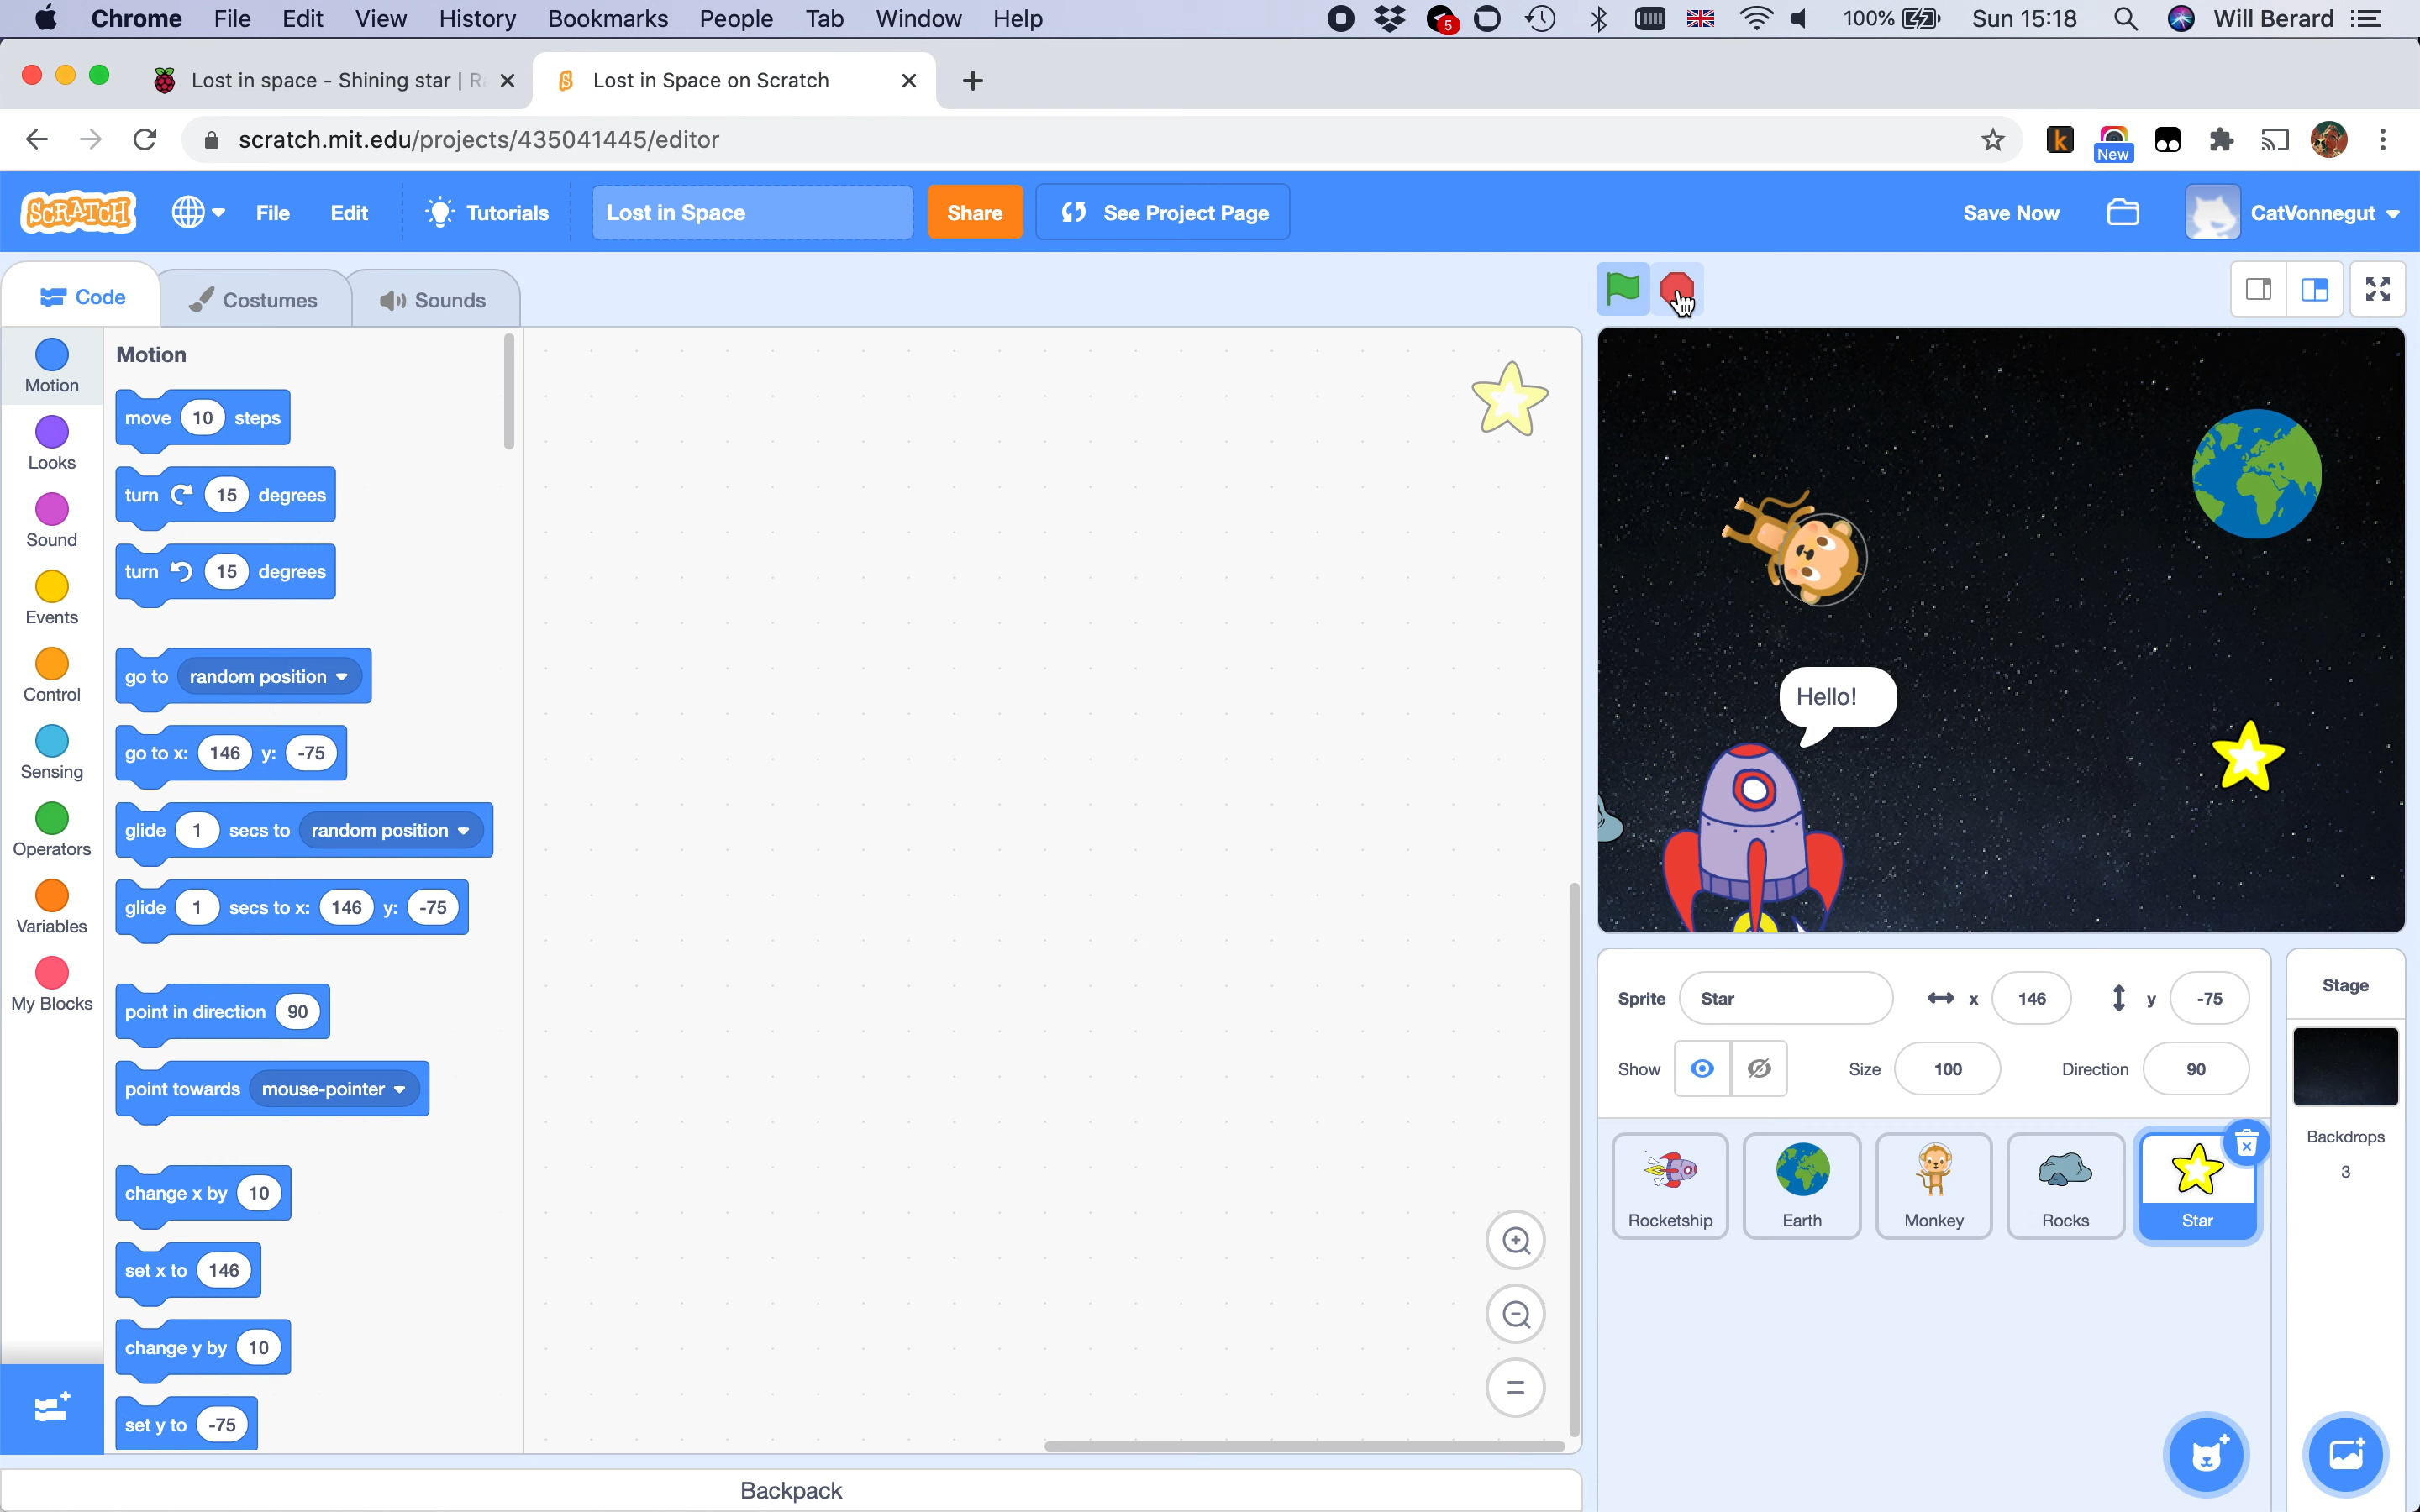 Chrome File Edit View History Bookmarks People Tab Window Help 5 100% Sun 15:18 Will Berard
Lost in space - Shining star | Ra Lost in Space on Scratch
scratch.mit.edu/projects/435041445/editor k New
SCRATCH File Edit Tutorials Lost in Space Share See Project Page Save Now CatVonnegut
Code Costumes Sounds
Motion
Looks
Sound
Events
Control
Sensing
Operators
Variables
My Blocks
Motion
move 10 steps
turn 15 degrees
turn 15 degrees
go to random position
go to x: 146 y: -75
glide 1 secs to random position
glide 1 secs to x: 146 y: -75
point in direction 90
point towards mouse-pointer
change x by 10
set x to 146
change y by 10
set y to -75
Backpack
Hello!
Sprite Star x 146 y -75
Show Size 100 Direction 90
Rocketship Earth Monkey Rocks Star
Stage
Backdrops
3